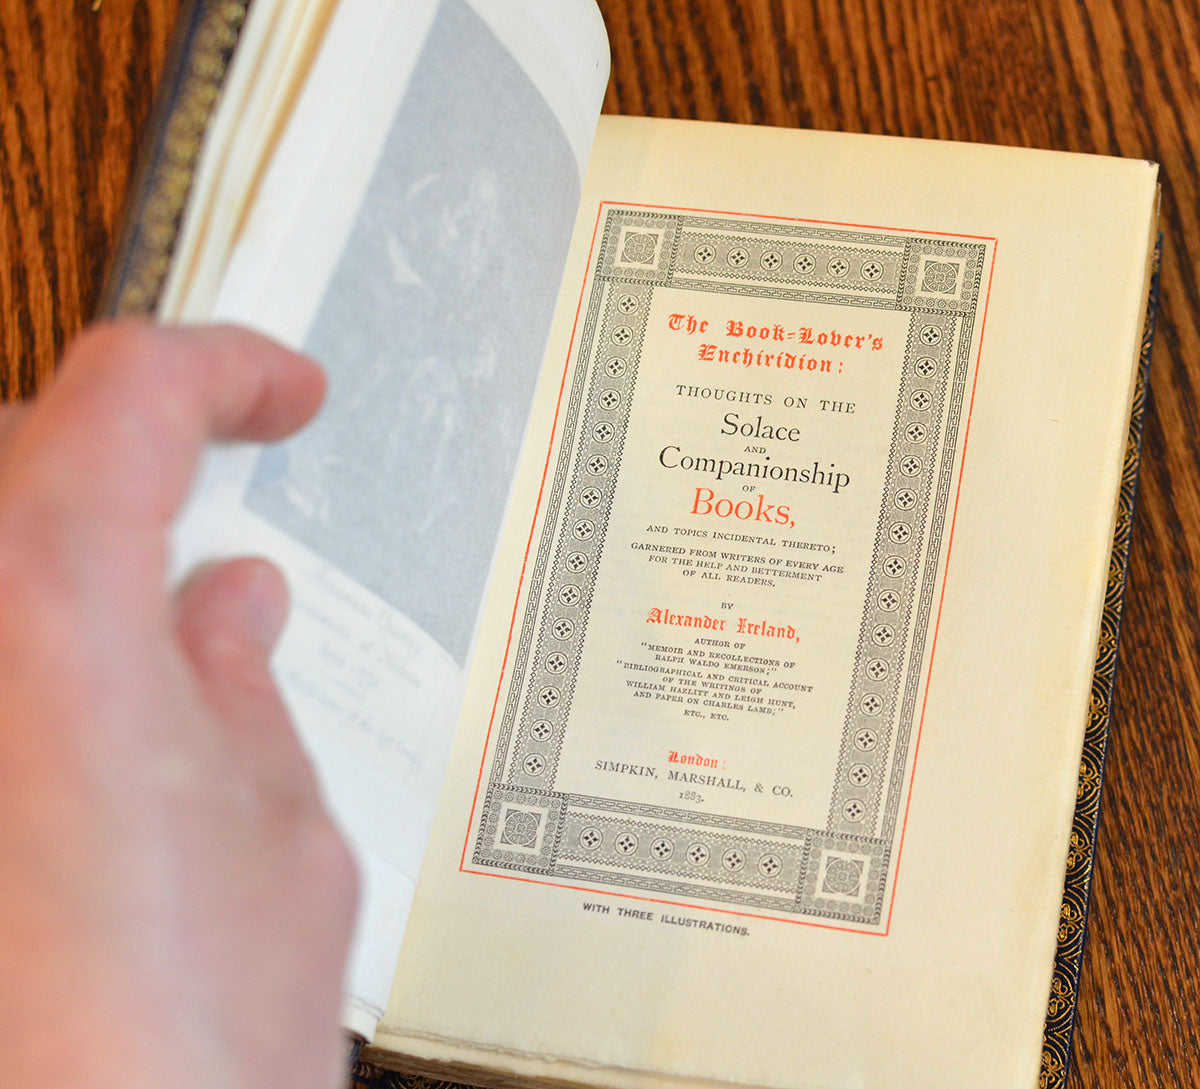 The Book=Lover's
Enchiridion:
THOUGHTS ON THE
Solace
AND
Companionship
OF
Books,
AND TOPICS INCIDENTAL THERETO;
GARNERED FROM WRITERS OF EVERY AGE
FOR THE HELP AND BETTERMENT
OF ALL READERS.
BY
Alexander Ireland,
AUTHOR OF
"MEMOIR AND RECOLLECTIONS OF
RALPH WALDO EMERSON;"
"BIBLIOGRAPHICAL AND CRITICAL ACCOUNT
OF THE WRITINGS OF
WILLIAM HAZLITT AND LEIGH HUNT,
AND PAPER ON CHARLES LAMB;"
ETC., ETC.
London:
SIMPKIN, MARSHALL, & CO.
1883.
WITH THREE ILLUSTRATIONS.